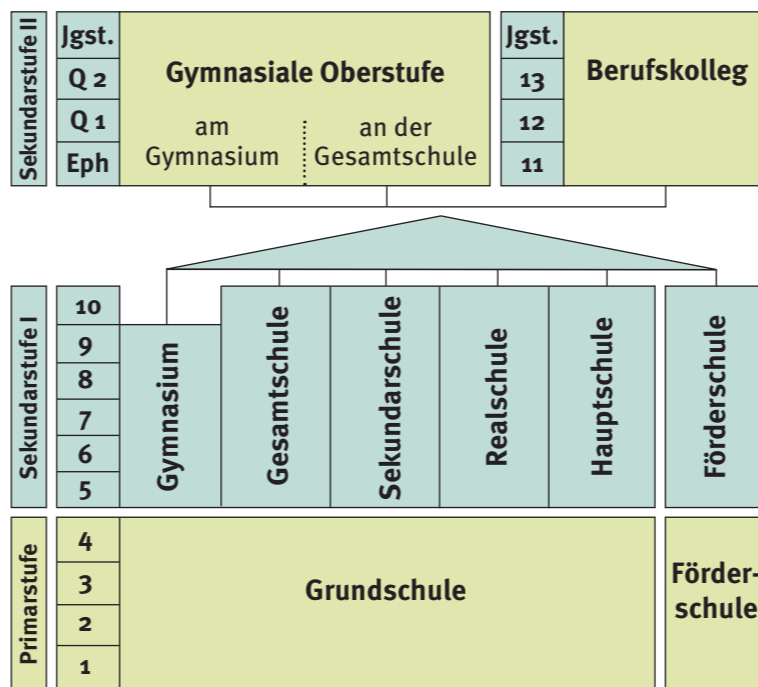 Sekundarstufe II
Jgst.
Q 2
Q 1
Eph
Gymnasiale Oberstufe
am
Gymnasium
an der
Gesamtschule
Jgst.
13
12
11
Berufskolleg
Sekundarstufe I
10
9
8
7
6
5
Gymnasium
Gesamtschule
Sekundarschule
Realschule
Hauptschule
Förderschule
Primarstufe
4
3
2
1
Grundschule
Förder-
schule